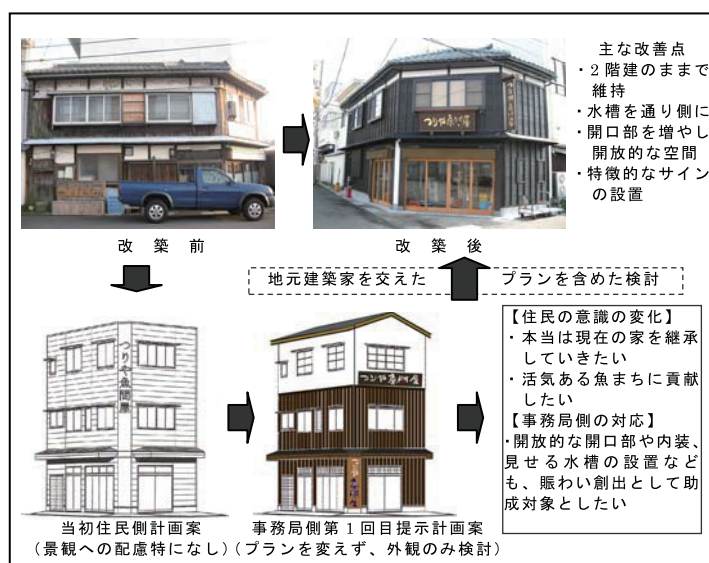 主な改善点
・2階建のままで
維持
・水槽を通り側に
・開口部を増やし
開放的な空間
・特徴的なサイン
の設置
改築前
改築後
地元建築家を交えた
プランを含めた検討
つりや魚問屋
【住民の意識の変化】
・本当は現在の家を継承
していきたい
・活気ある魚まちに貢献
したい
【事務局側の対応】
・開放的な開口部や内装、
見せる水槽の設置など
も、賑わい創出として助
成対象としたい
当初住民側計画案
(景観への配慮特になし)
事務局側第1回目提示計画案
(プランを変えず、外観のみ検討)